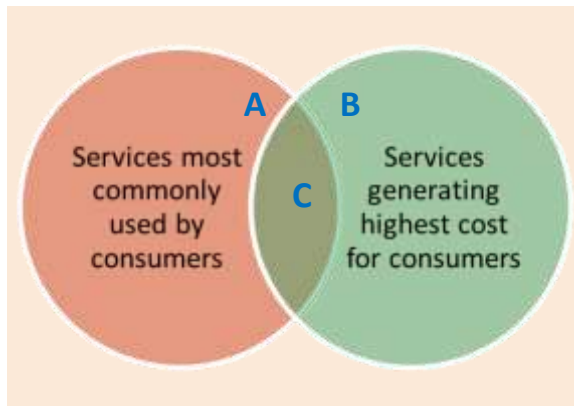 A
B
Services most
commonly
used by
consumers
C
Services
generating
highest cost
for consumers